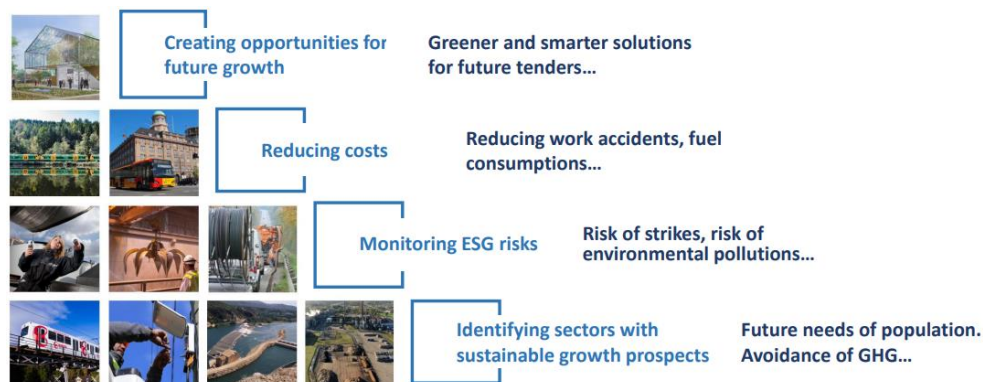 Creating opportunities for
future growth
Greener and smarter solutions
for future tenders…
Reducing costs
Reducing work accidents, fuel
consumptions…
Monitoring ESG risks
Risk of strikes, risk of
environmental pollutions…
Identifying sectors with
sustainable growth prospects
Future needs of population.
Avoidance of GHG…